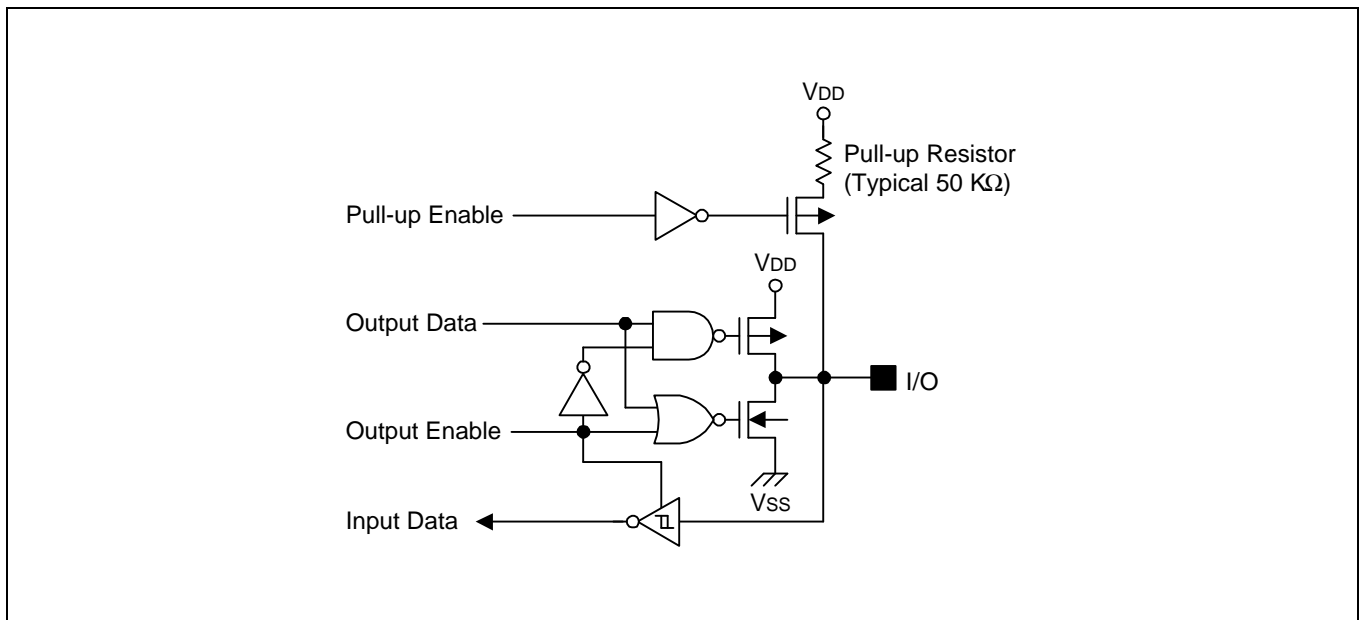 VDD
Pull-up Resistor
(Typical 50 KΩ)
Pull-up Enable
VDD
Output Data
I/O
Output Enable
VSS
Input Data